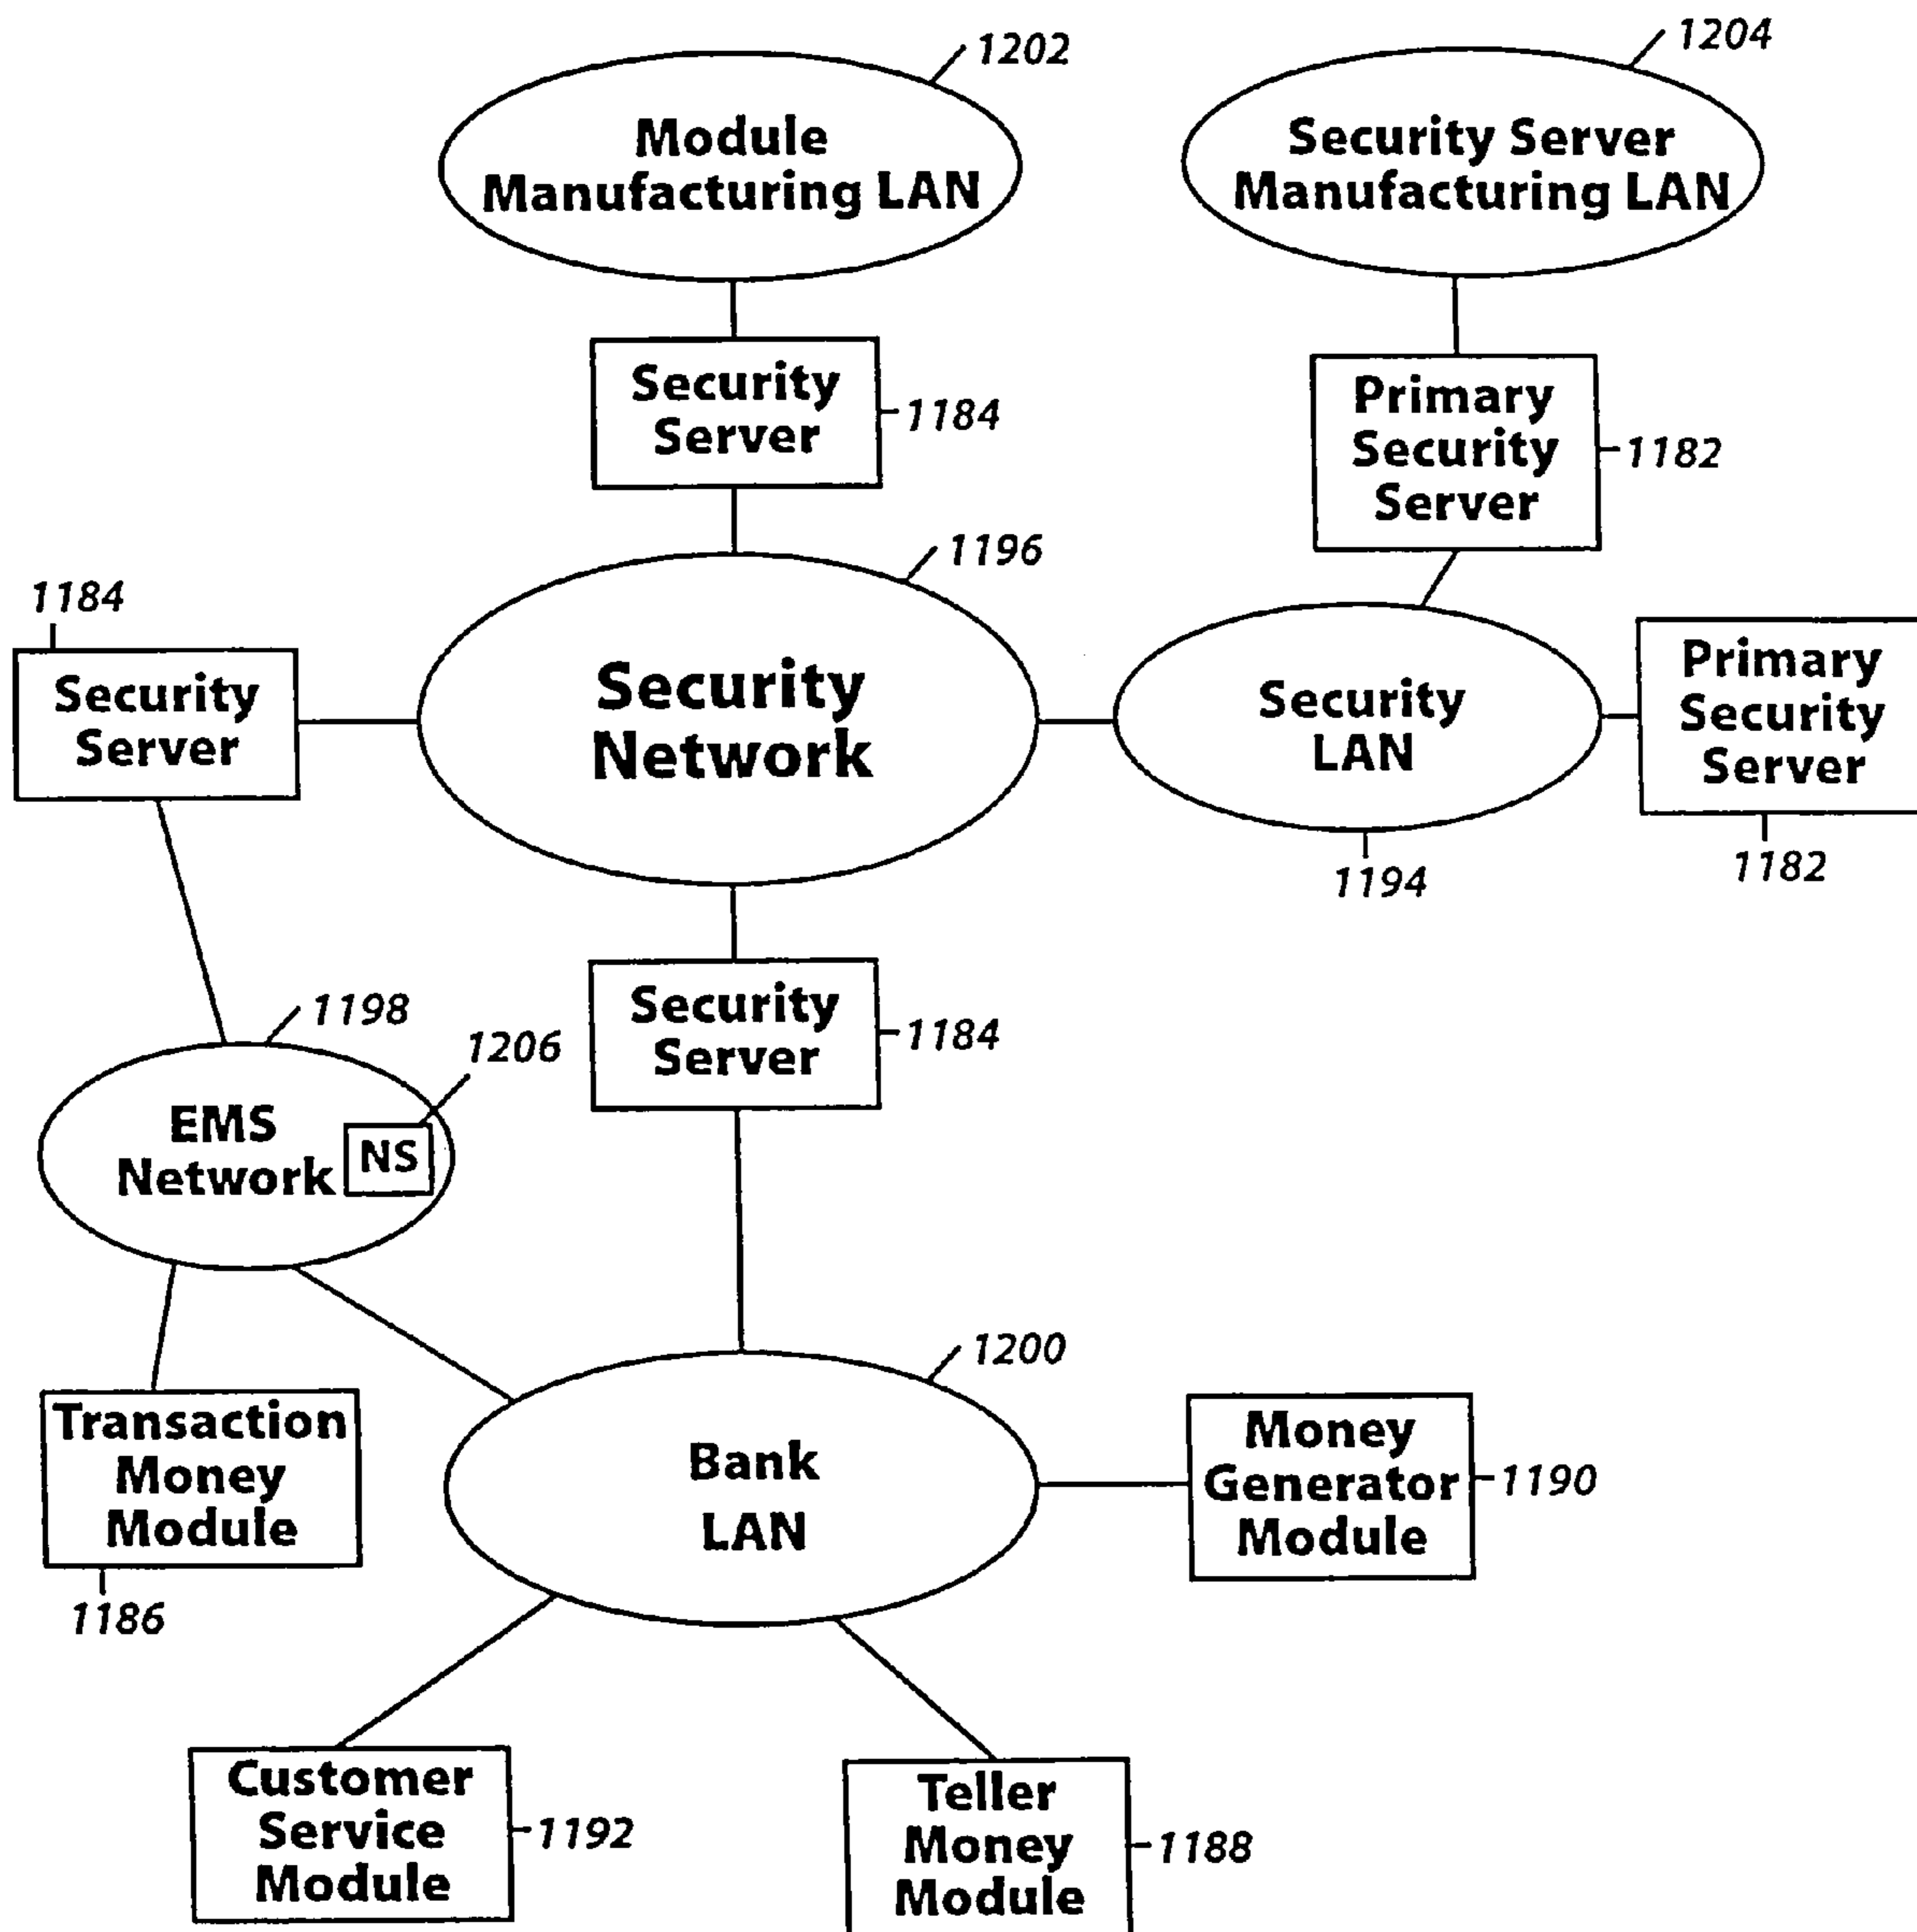 1202
1204
Module
Manufacturing LAN
Security Server
Manufacturing LAN
Security
Server
1184
Primary
Security
Server
1182
1196
1184
Security
Server
Security
Network
Security
LAN
1194
Primary
Security
Server
1182
Security
Server
1184
1198
1206
EMS
Network
NS
1200
Transaction
Money
Module
1186
Bank
LAN
Money
Generator
Module
1190
Customer
Service
Module
1192
Teller
Money
Module
1188